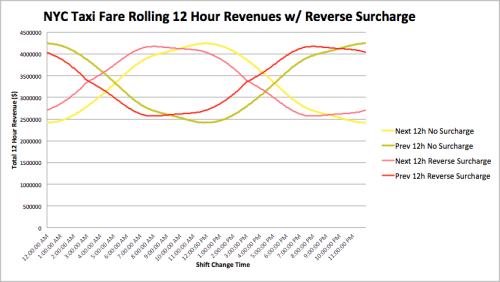 NYC Taxi Fare Rolling 12 Hour Revenues w/ Reverse Surcharge
Total 12 Hour Revenue ($)
4500000
4000000
3500000
3000000
2500000
2000000
1500000
1000000
500000
0
12:00:00 AM
1:00:00 AM
2:00:00 AM
3:00:00 AM
4:00:00 AM
5:00:00 AM
6:00:00 AM
7:00:00 AM
8:00:00 AM
9:00:00 AM
10:00:00 AM
11:00:00 AM
12:00:00 PM
1:00:00 PM
2:00:00 PM
3:00:00 PM
4:00:00 PM
5:00:00 PM
6:00:00 PM
7:00:00 PM
8:00:00 PM
9:00:00 PM
10:00:00 PM
11:00:00 PM
Shift Change Time
Next 12h No Surcharge
Prev 12h No Surcharge
Next 12h Reverse Surcharge
Prev 12h Reverse Surcharge